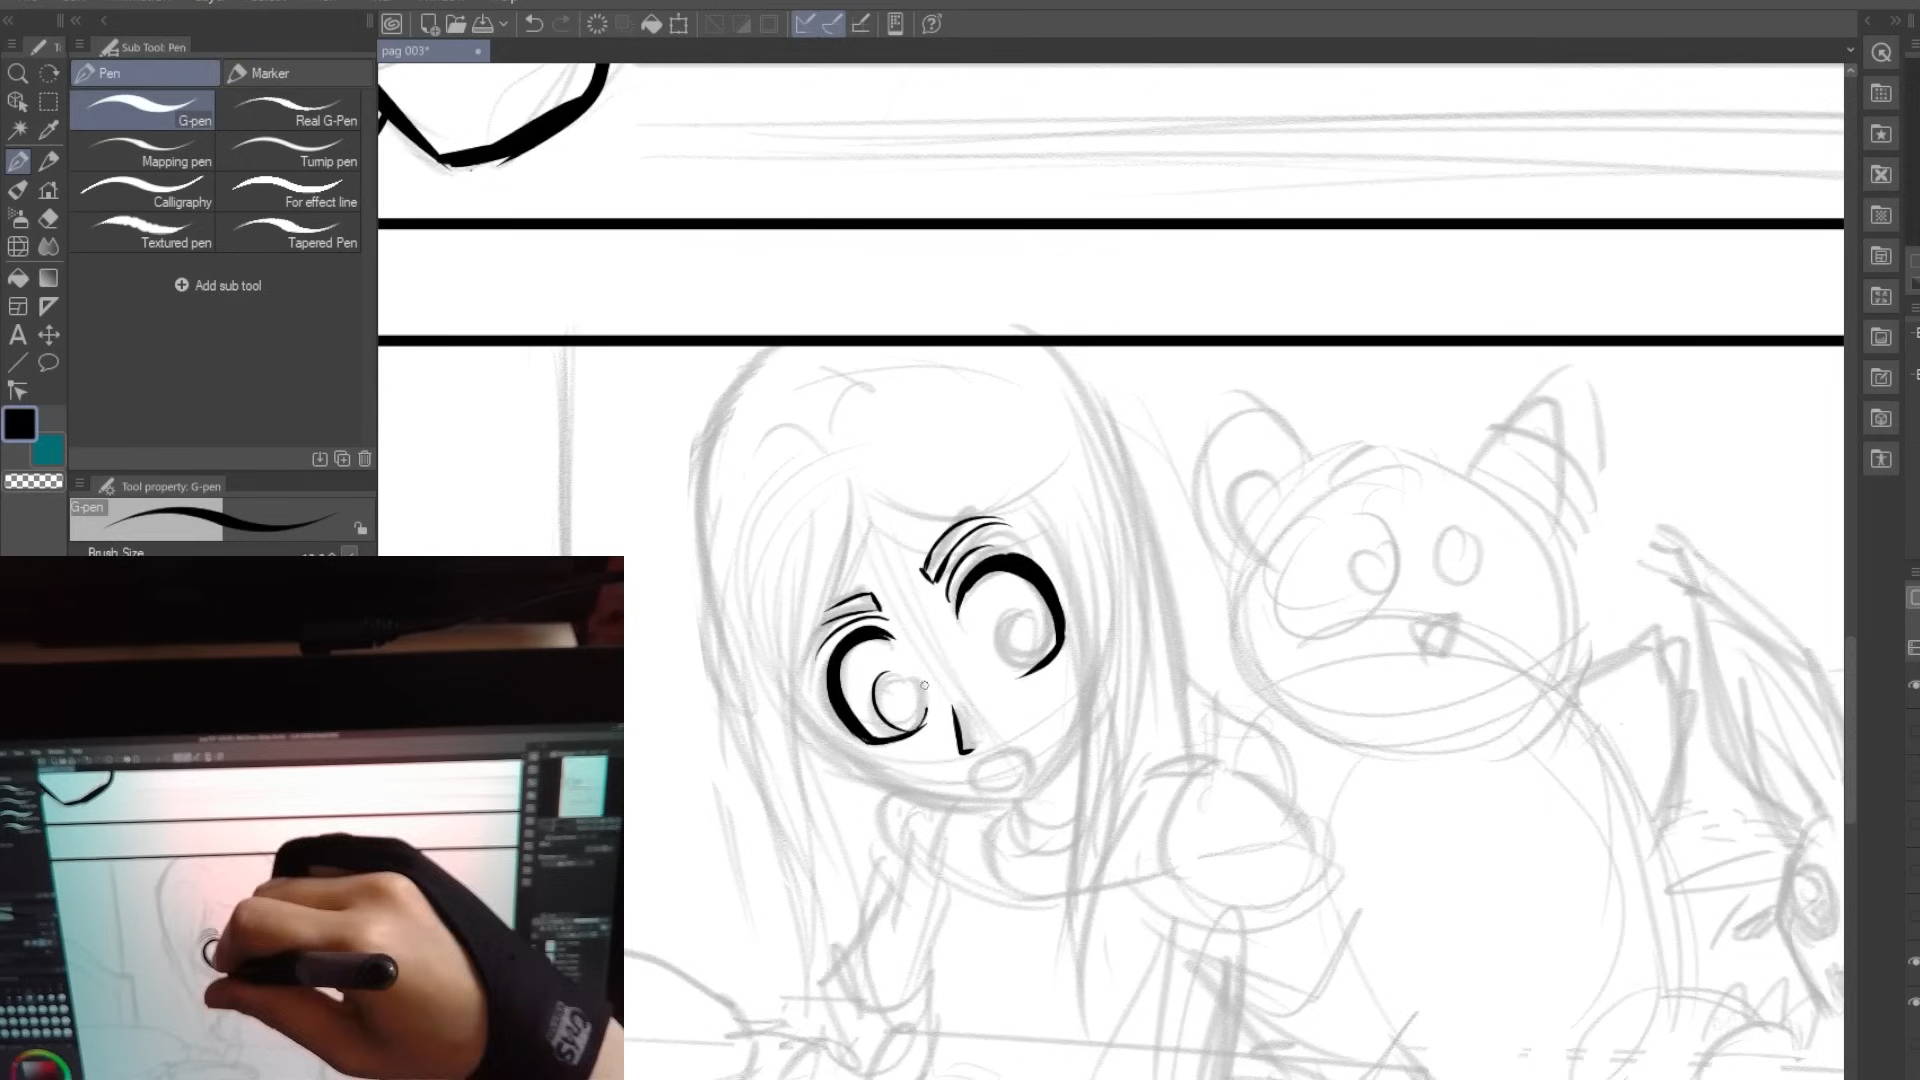 Sub Tool: Pen
pag 003*
Pen
Marker
G-pen
Real G-Pen
Mapping pen
Turnip pen
Calligraphy
For effect line
Textured pen
Tapered Pen
Add sub tool
Tool property: G-pen
G-pen
Brush Size